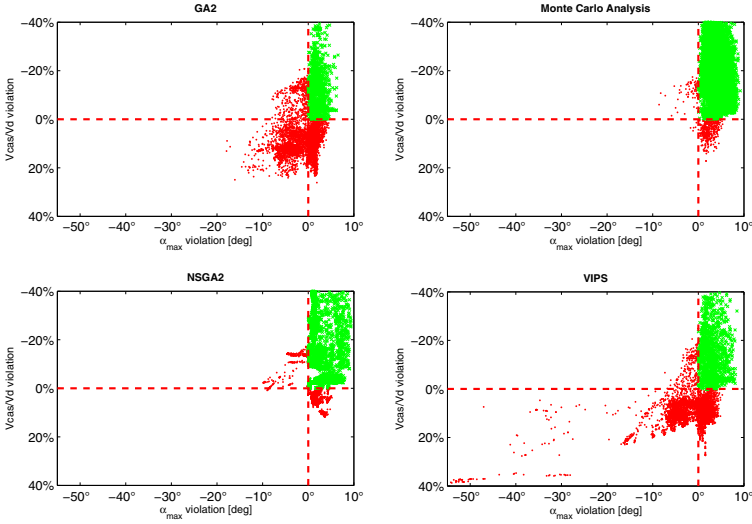 GA2
−40%
−20%
0%
20%
40%
Vcas/Vd violation
−50° −40° −30° −20° −10° 0° 10°
αmax violation [deg]
Monte Carlo Analysis
−40%
−20%
0%
20%
40%
Vcas/Vd violation
−50° −40° −30° −20° −10° 0° 10°
αmax violation [deg]
NSGA2
−40%
−20%
0%
20%
40%
Vcas/Vd violation
−50° −40° −30° −20° −10° 0° 10°
αmax violation [deg]
VIPS
−40%
−20%
0%
20%
40%
Vcas/Vd violation
−50° −40° −30° −20° −10° 0° 10°
αmax violation [deg]